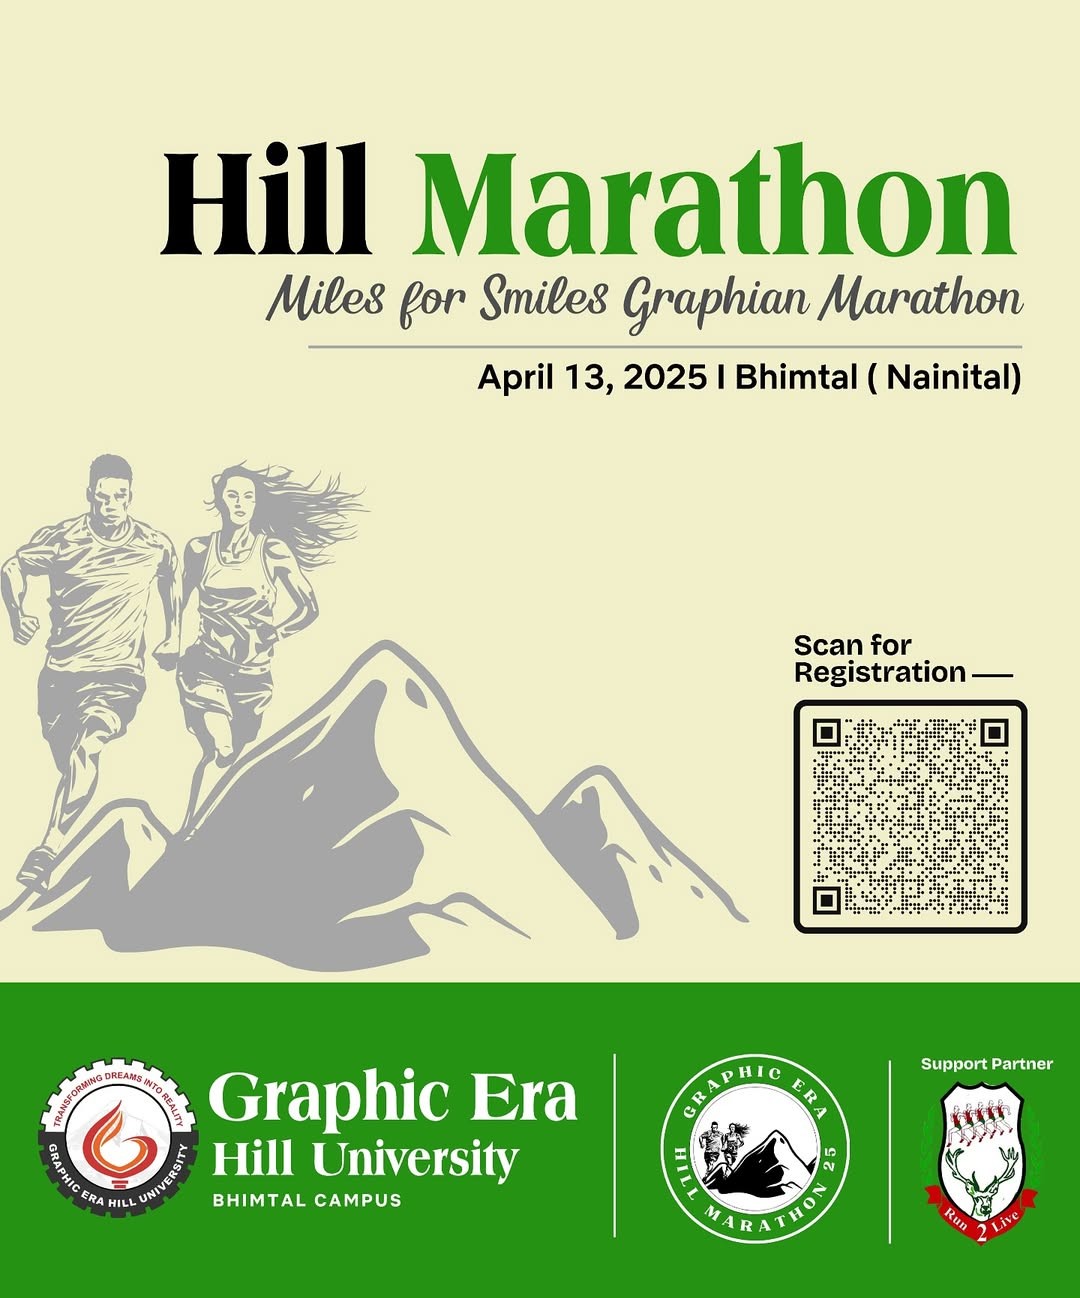 Hill Marathon
Miles for Smiles Graphian Marathon
April 13, 2025 I Bhimtal ( Nainital)
Scan for
Registration
TRANSFORMING DREAMS INTO REALITY
GRAPHIC ERA HILL UNIVERSITY
Graphic Era
Hill University
BHIMTAL CAMPUS
GRAPHIC ERA
HILL MARATHON 25
Support Partner
Run 2 Live